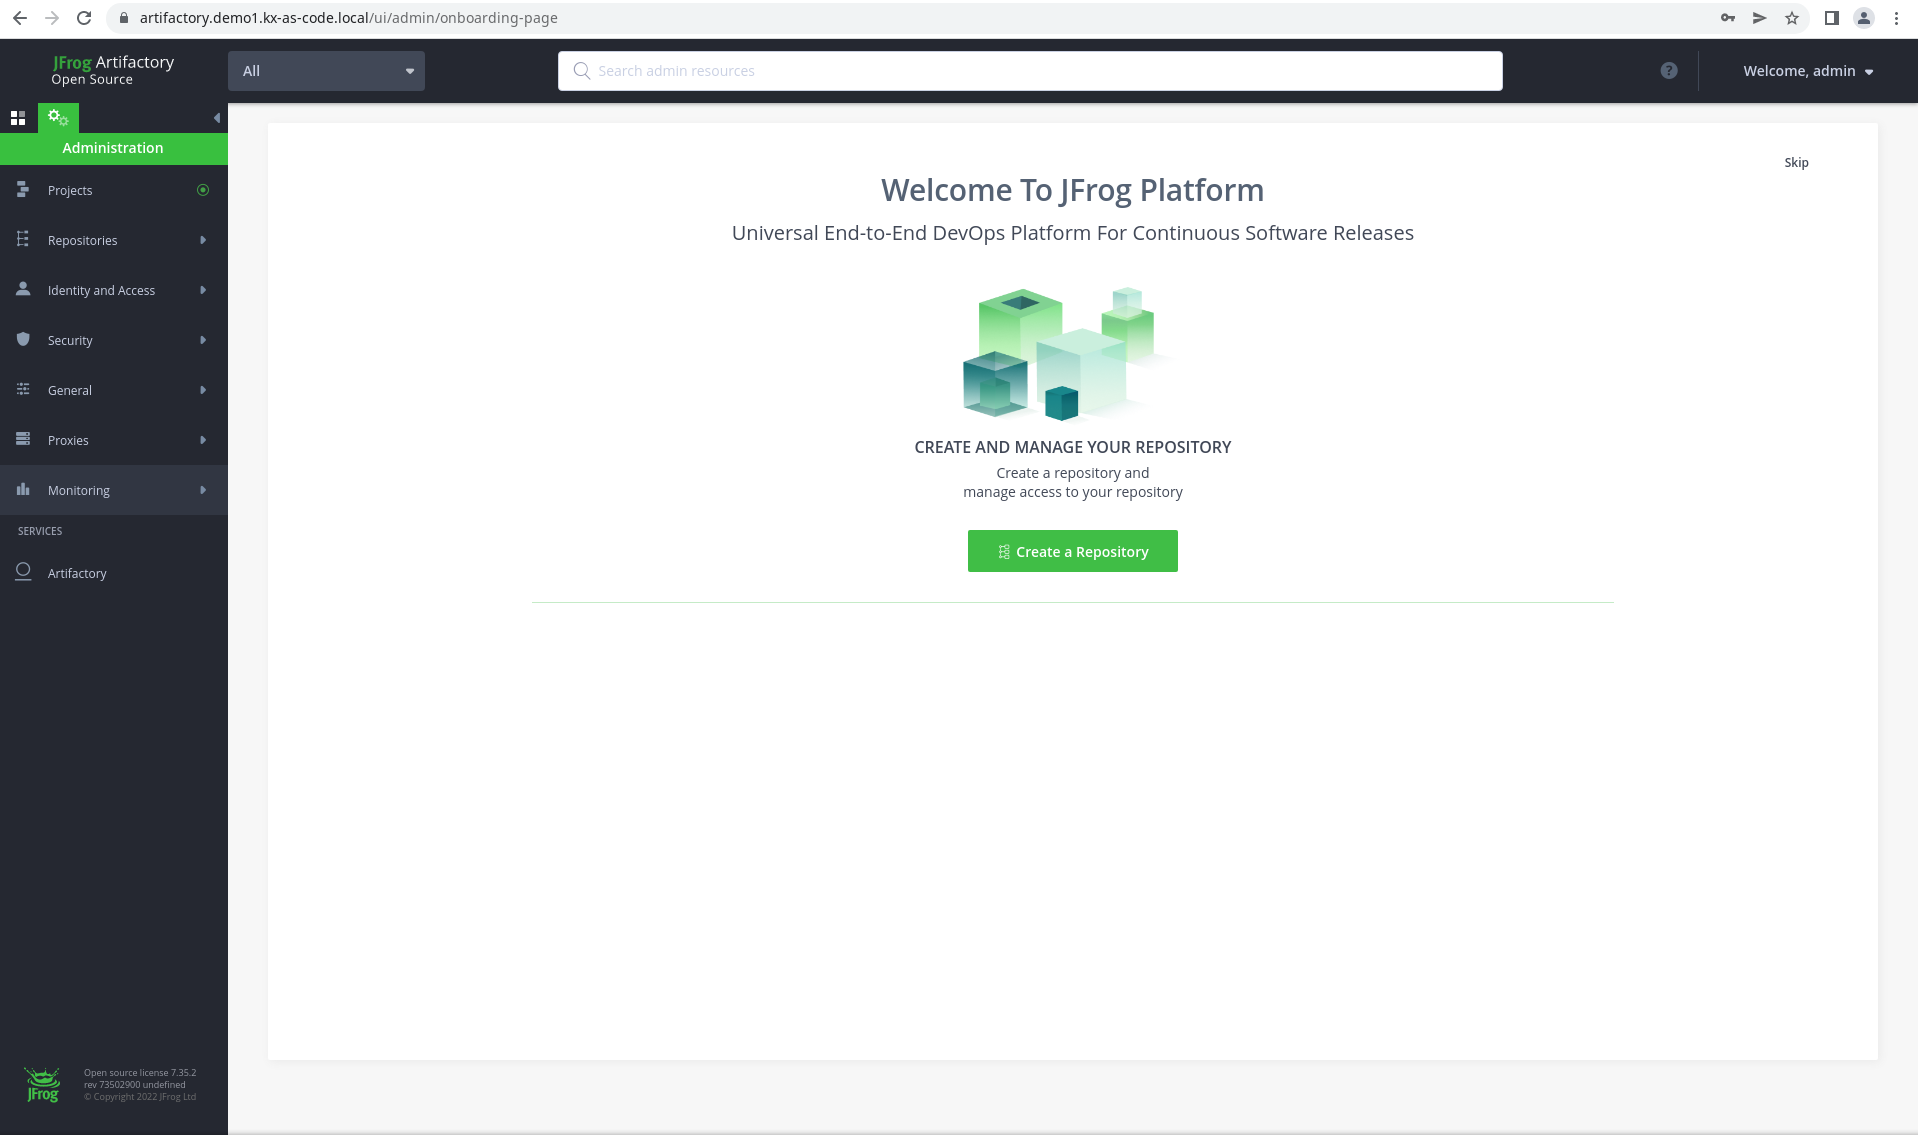 artifactory.demo1.kx-as-code.local/ui/admin/onboarding-page
JFrog Artifactory
Open Source
All
Search admin resources
?
Welcome, admin
Administration
Projects
Repositories
Identity and Access
Security
General
Proxies
Monitoring
SERVICES
Artifactory
Skip
Welcome To JFrog Platform
Universal End-to-End DevOps Platform For Continuous Software Releases
CREATE AND MANAGE YOUR REPOSITORY
Create a repository and
manage access to your repository
Create a Repository
JFrog
Open source license 7.35.2
rev 73502900 undefined
© Copyright 2022 JFrog Ltd